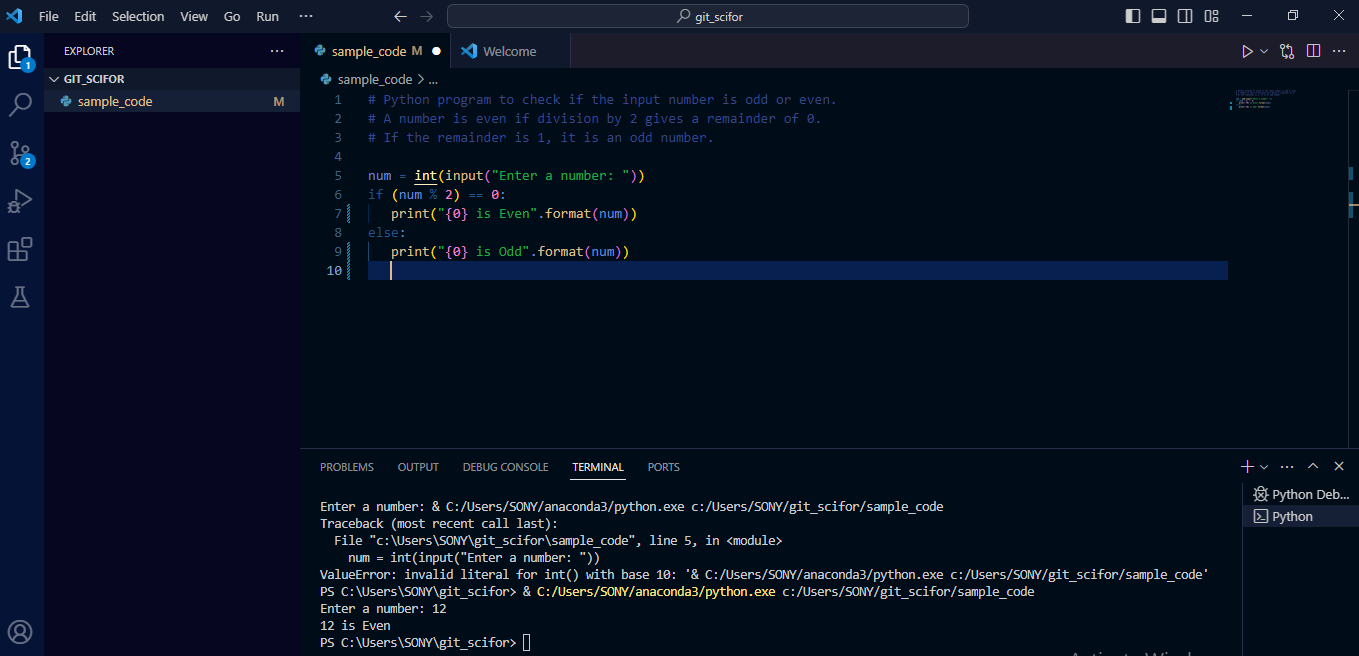 File Edit Selection View Go Run ··· git_scifor
EXPLORER ···
1
GIT_SCIFOR
sample_code M
2
sample_code M ● Welcome
sample_code > ...
1 # Python program to check if the input number is odd or even.
2 # A number is even if division by 2 gives a remainder of 0.
3 # If the remainder is 1, it is an odd number.
4
5 num = int(input("Enter a number: "))
6 if (num % 2) == 0:
7 print("{0} is Even".format(num))
8 else:
9 print("{0} is Odd".format(num))
10
PROBLEMS OUTPUT DEBUG CONSOLE TERMINAL PORTS
Enter a number: & C:/Users/SONY/anaconda3/python.exe c:/Users/SONY/git_scifor/sample_code
Traceback (most recent call last):
File "c:\Users\SONY\git_scifor\sample_code", line 5, in <module>
num = int(input("Enter a number: "))
ValueError: invalid literal for int() with base 10: '& C:/Users/SONY/anaconda3/python.exe c:/Users/SONY/git_scifor/sample_code'
PS C:\Users\SONY\git_scifor> & C:/Users/SONY/anaconda3/python.exe c:/Users/SONY/git_scifor/sample_code
Enter a number: 12
12 is Even
PS C:\Users\SONY\git_scifor>
Python Deb...
Python